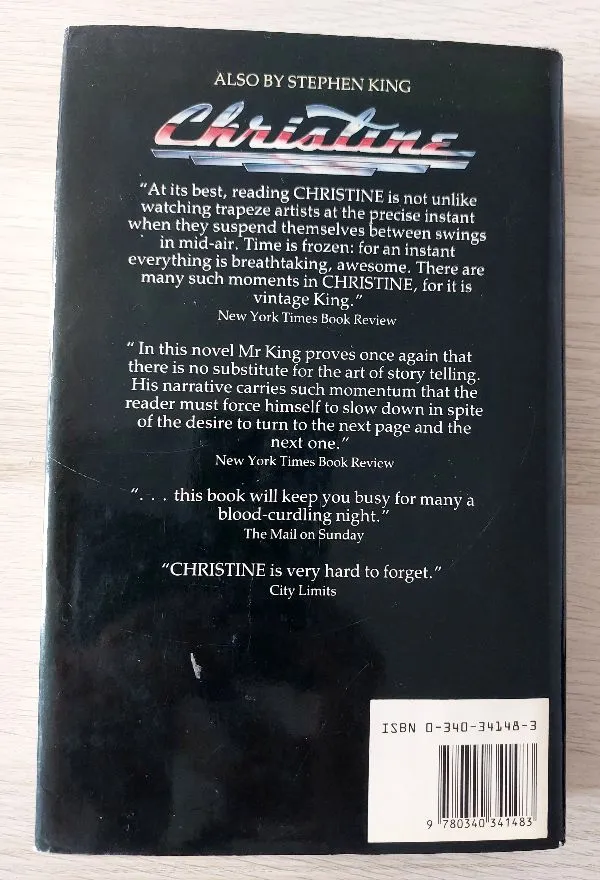 ALSO BY STEPHEN KING
Christine
“At its best, reading CHRISTINE is not unlike
watching trapeze artists at the precise instant
when they suspend themselves between swings
in mid-air. Time is frozen: for an instant
everything is breathtaking, awesome. There are
many such moments in CHRISTINE, for it is
vintage King.”
New York Times Book Review
“ In this novel Mr King proves once again that
there is no substitute for the art of story telling.
His narrative carries such momentum that the
reader must force himself to slow down in spite
of the desire to turn to the next page and the
next one.”
New York Times Book Review
“. . . this book will keep you busy for many a
blood-curdling night.”
The Mail on Sunday
“CHRISTINE is very hard to forget.”
City Limits
ISBN 0-340-34148-3
9 780340 341483